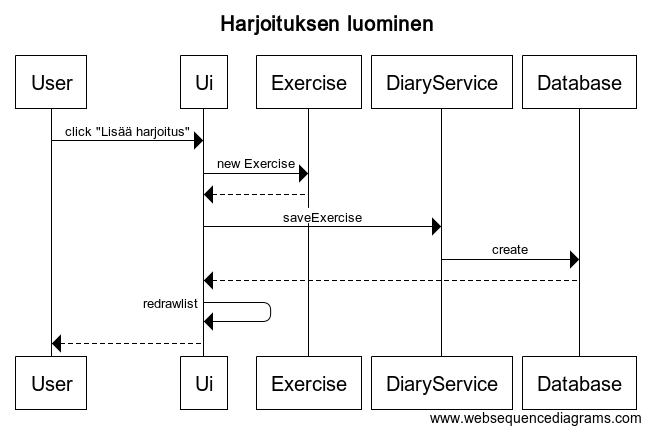 Harjoituksen luominen
User Ui Exercise DiaryService Database
click "Lisää harjoitus"
new Exercise
saveExercise
create
redrawlist
User Ui Exercise DiaryService Database
www.websequencediagrams.com